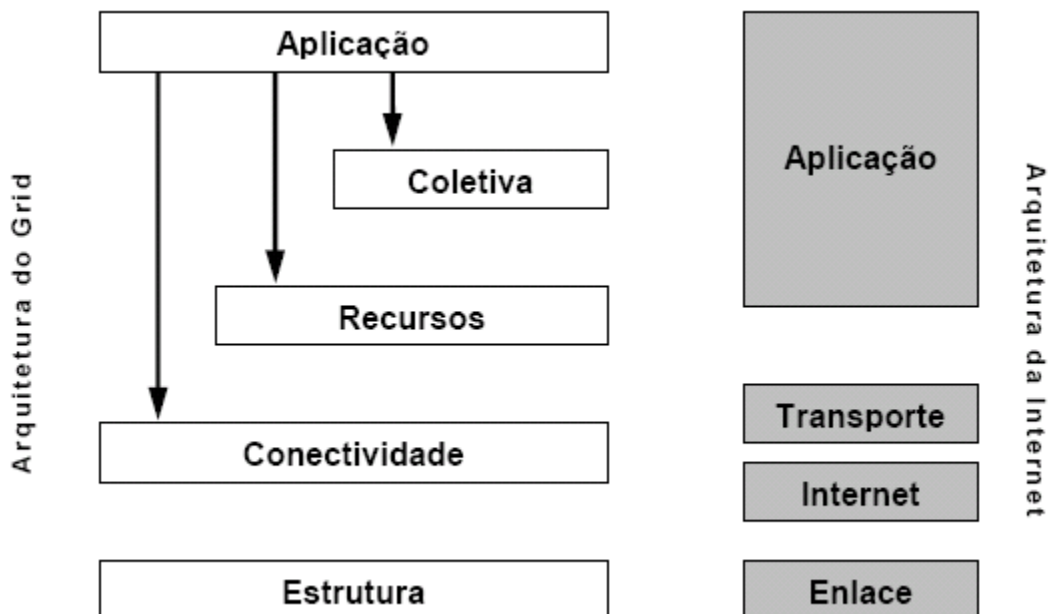 Aplicação
Coletiva
Recursos
Conectividade
Estrutura
Arquitetura do Grid
Aplicação
Transporte
Internet
Enlace
Arquitetura da Internet